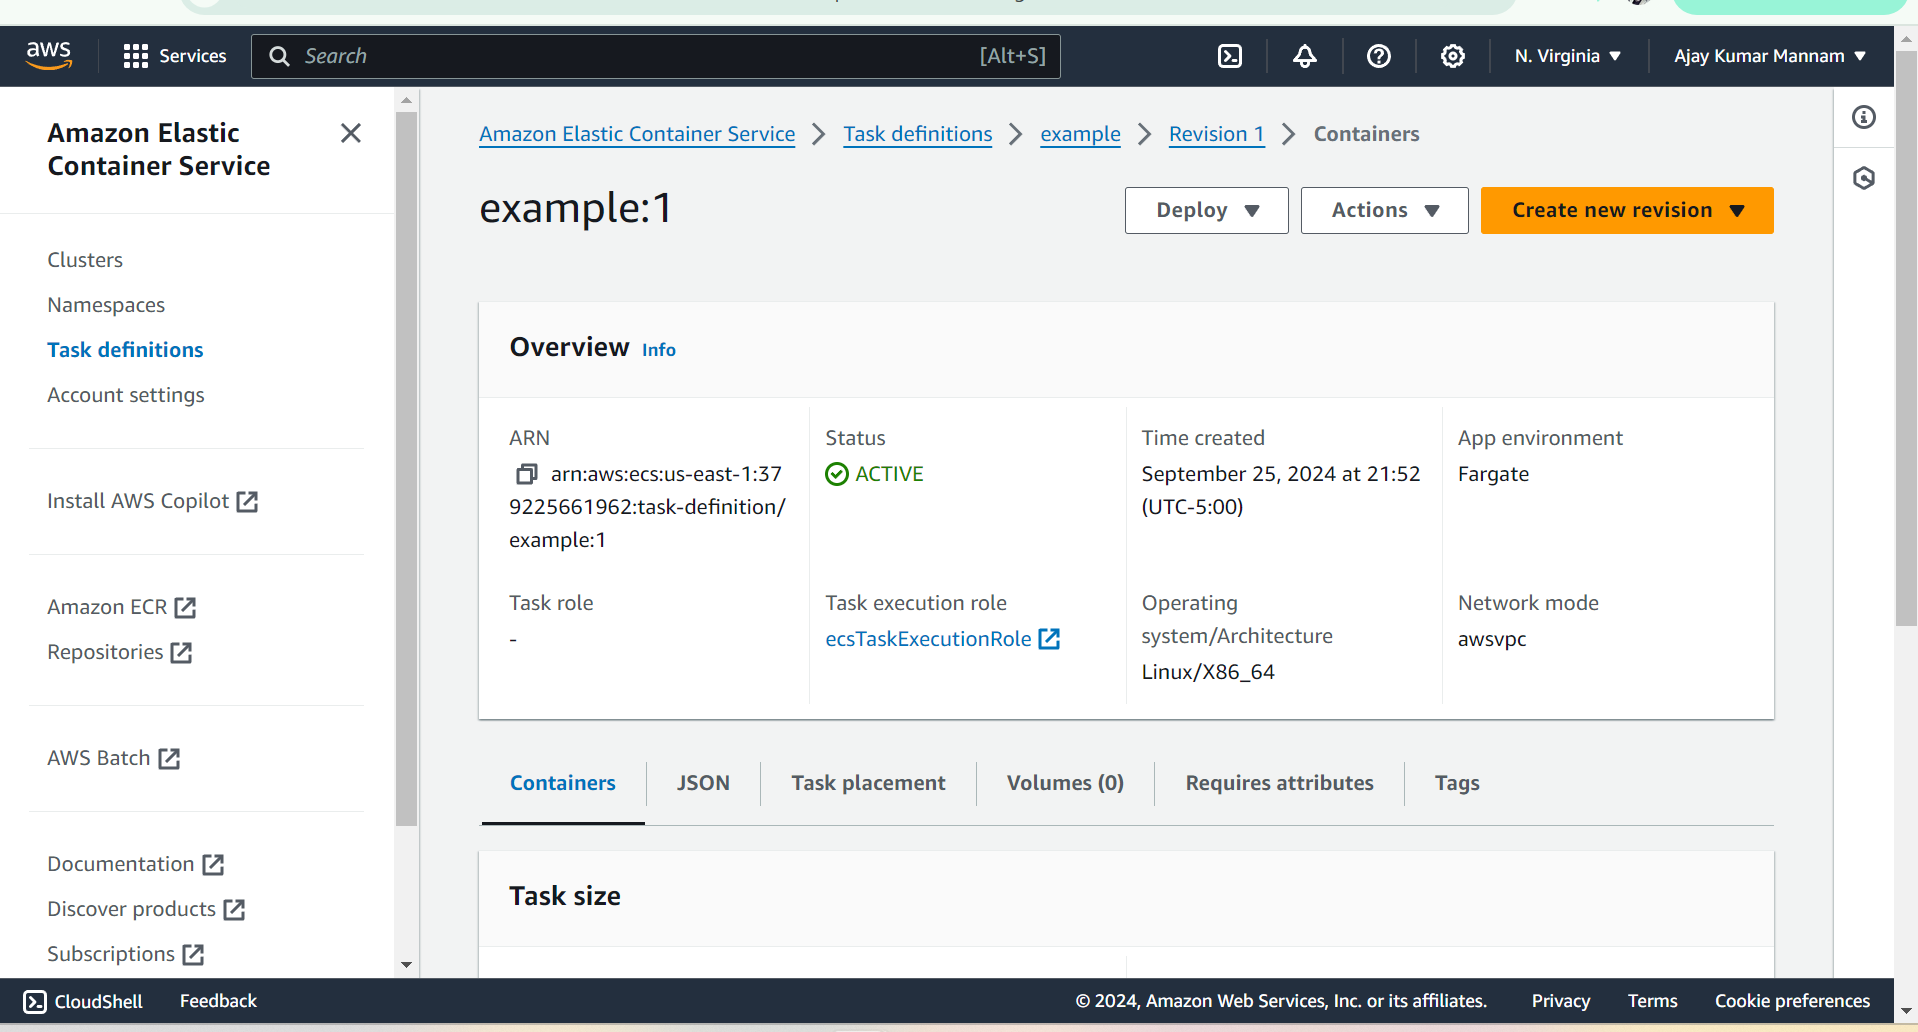 aws
Services
Search
[Alt+S]
N. Virginia
Ajay Kumar Mannam
Amazon Elastic
Container Service
Clusters
Namespaces
Task definitions
Account settings
Install AWS Copilot
Amazon ECR
Repositories
AWS Batch
Documentation
Discover products
Subscriptions
Amazon Elastic Container Service > Task definitions > example > Revision 1 > Containers
example:1
Deploy
Actions
Create new revision
Overview Info
ARN
arn:aws:ecs:us-east-1:37
9225661962:task-definition/
example:1
Status
ACTIVE
Time created
September 25, 2024 at 21:52
(UTC-5:00)
App environment
Fargate
Task role
-
Task execution role
ecsTaskExecutionRole
Operating
system/Architecture
Linux/X86_64
Network mode
awsvpc
Containers
JSON
Task placement
Volumes (0)
Requires attributes
Tags
Task size
CloudShell
Feedback
© 2024, Amazon Web Services, Inc. or its affiliates.
Privacy
Terms
Cookie preferences